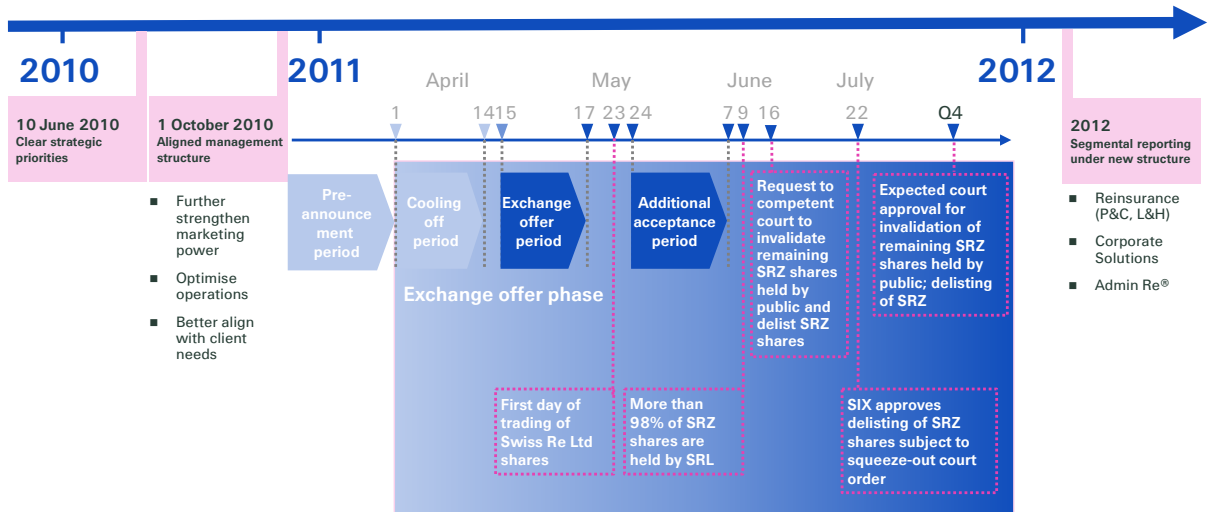 2010
2011
2012
April
May
June
July
1
14
15
17
23
24
7
9
16
22
Q4
10 June 2010
Clear strategic
priorities
1 October 2010
Aligned management
structure
■ Further
strengthen
marketing
power
■ Optimise
operations
■ Better align
with client
needs
Pre-
announce
ment
period
Cooling
off
period
Exchange
offer
period
Additional
acceptance
period
Exchange offer phase
Request to
competent
court to
invalidate
remaining
SRZ shares
held by
public and
delist SRZ
shares
Expected court
approval for
invalidation of
remaining SRZ
shares held by
public; delisting
of SRZ
First day of
trading of
Swiss Re Ltd
shares
More than
98% of SRZ
shares are
held by SRL
SIX approves
delisting of SRZ
shares subject to
squeeze-out court
order
2012
Segmental reporting
under new structure
■ Reinsurance
(P&C, L&H)
■ Corporate
Solutions
■ Admin Re®